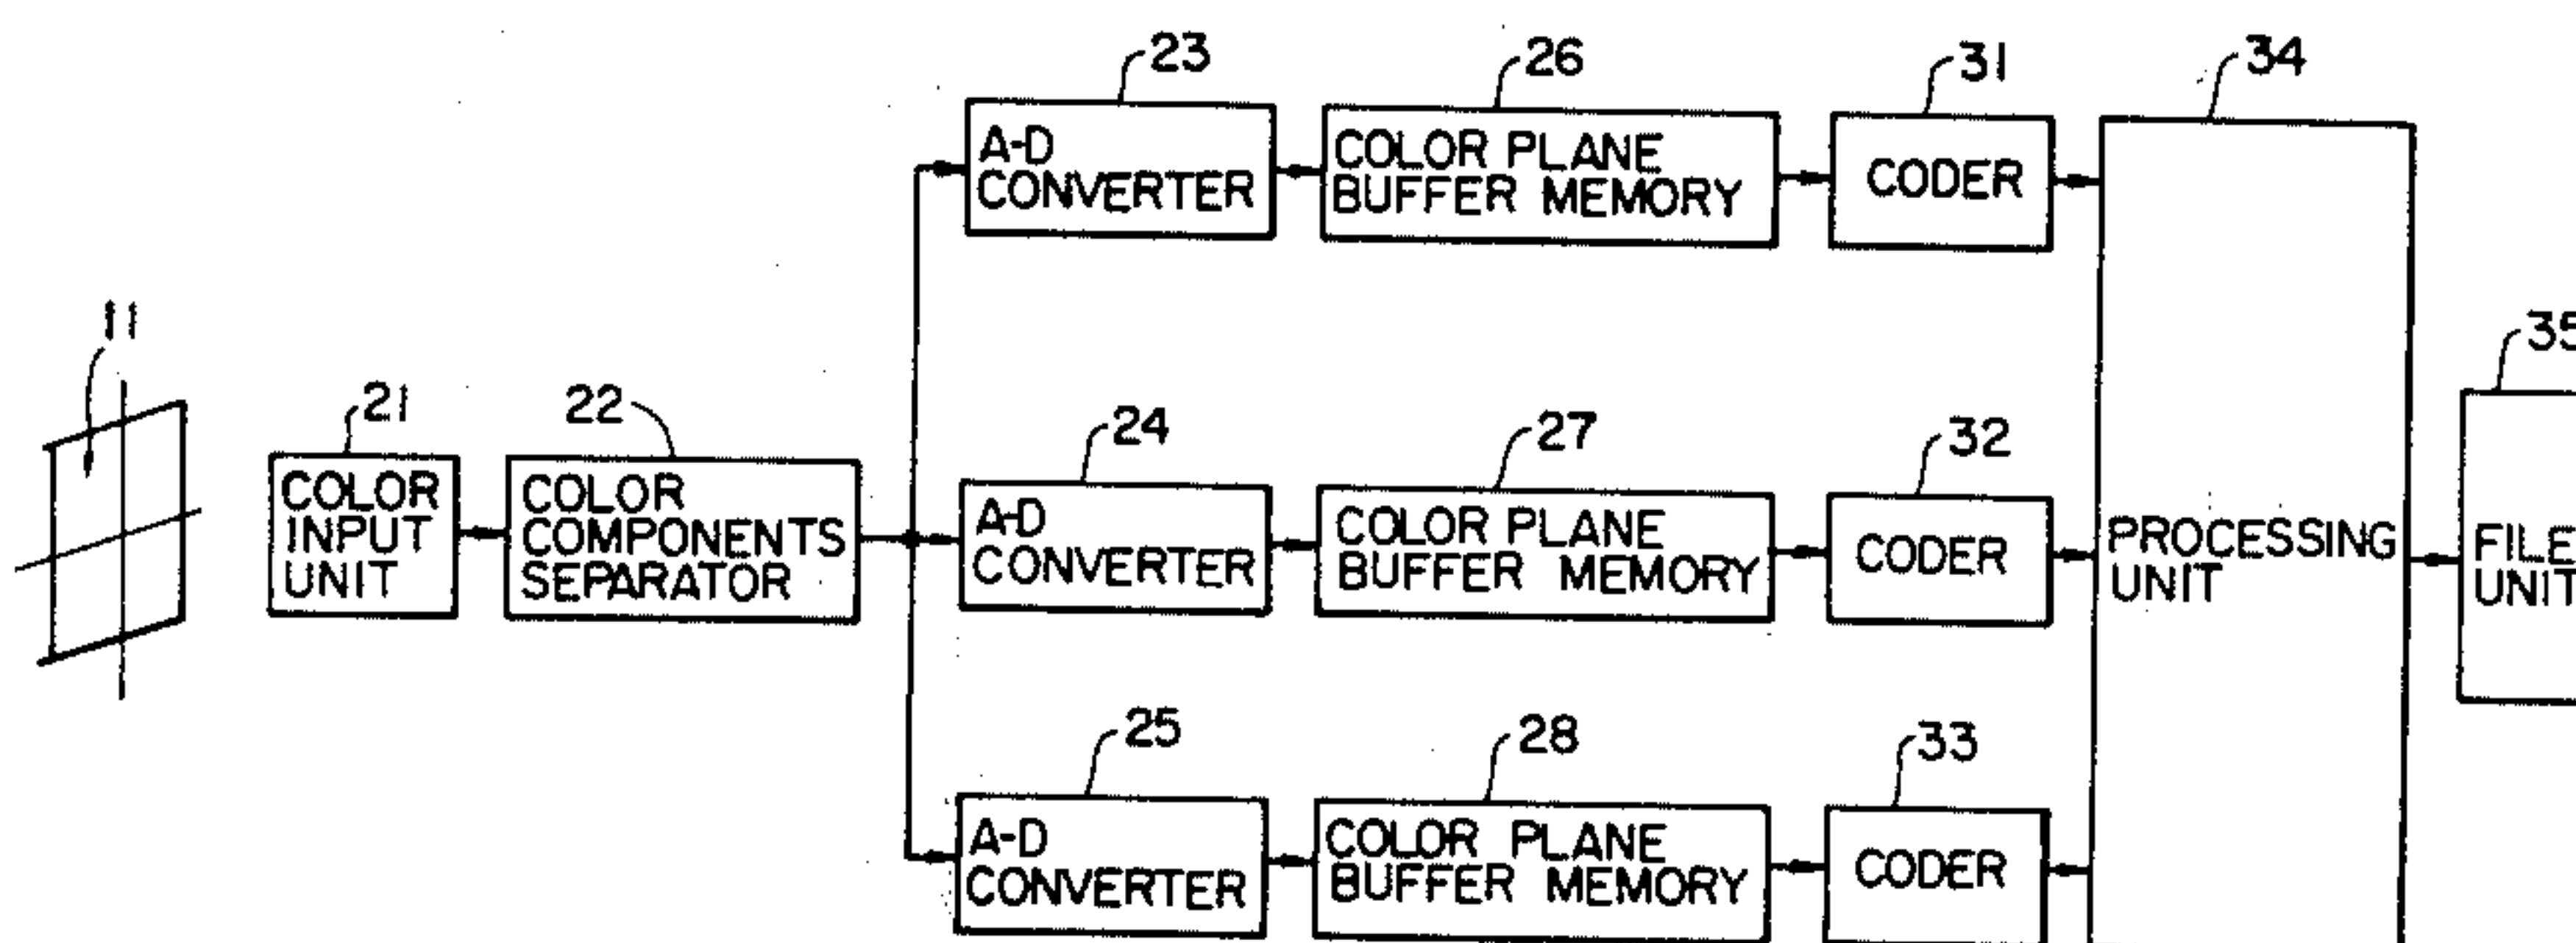 23
26
31
34
A-D
CONVERTER
COLOR PLANE
BUFFER MEMORY
CODER
11
21
22
24
27
32
35
COLOR
INPUT
UNIT
COLOR
COMPONENTS
SEPARATOR
A-D
CONVERTER
COLOR PLANE
BUFFER MEMORY
CODER
PROCESSING
UNIT
FILE
UNIT
25
28
33
A-D
CONVERTER
COLOR PLANE
BUFFER MEMORY
CODER